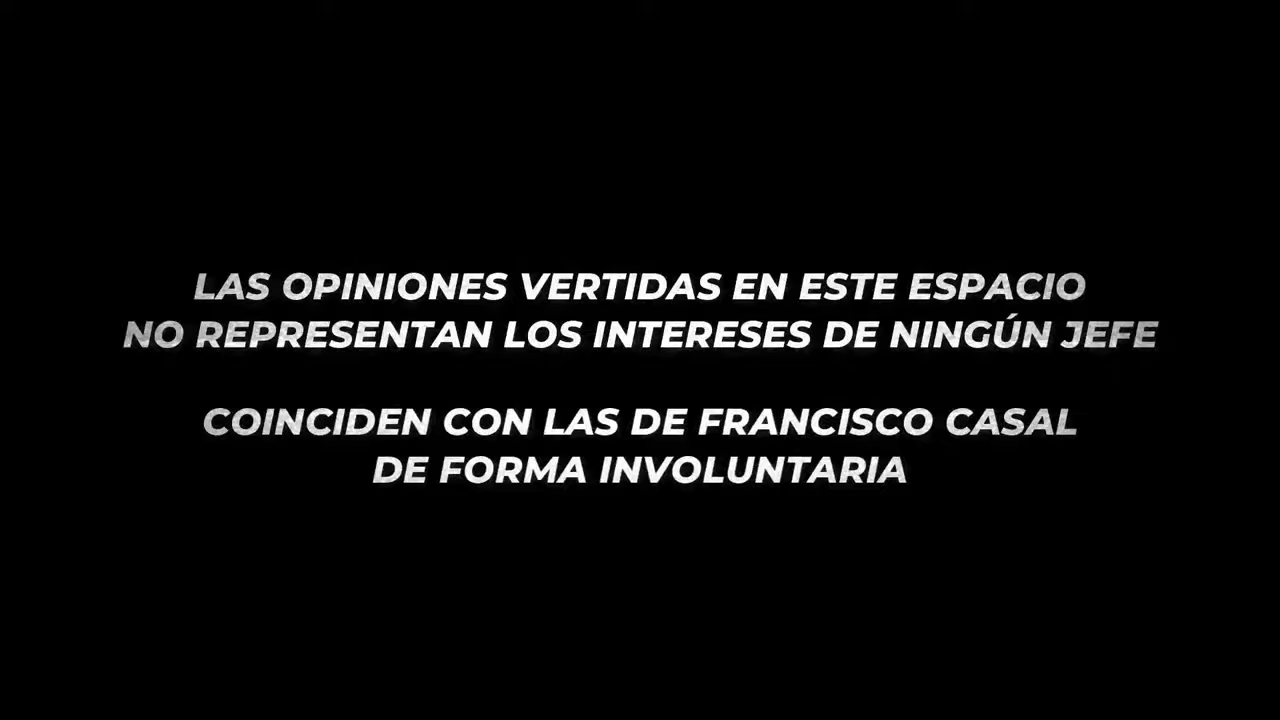 LAS OPINIONES VERTIDAS EN ESTE ESPACIO
NO REPRESENTAN LOS INTERESES DE NINGÚN JEFE
COINCIDEN CON LAS DE FRANCISCO CASAL
DE FORMA INVOLUNTARIA